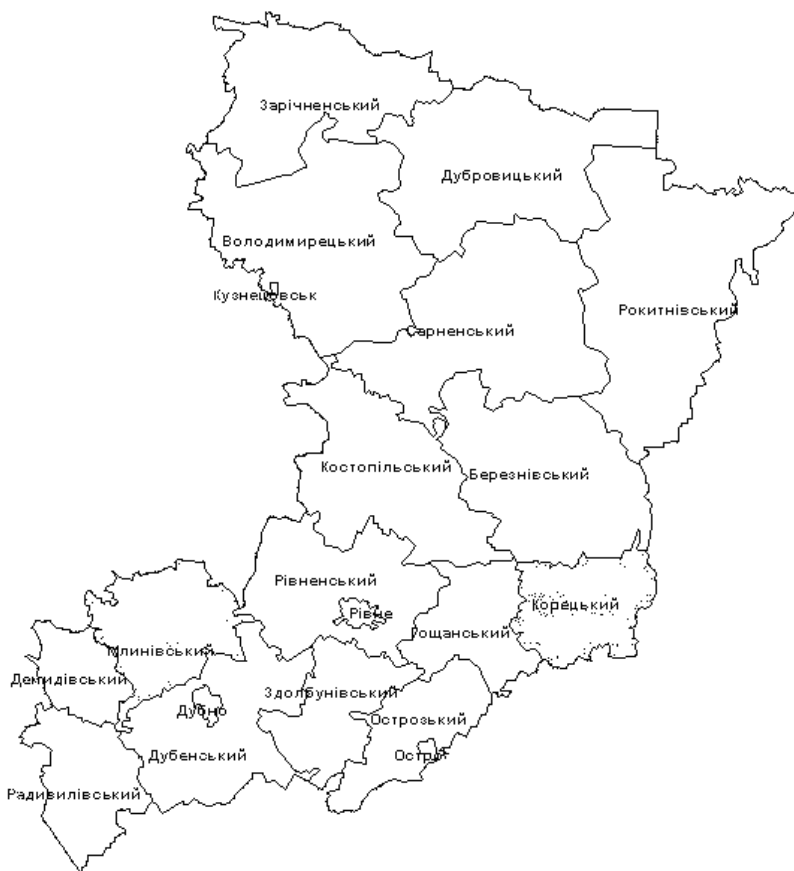 Зарічненський
Дубровицький
Володимирецький
Кузнецовськ
Рокитнівський
Сарненський
Костопільський
Березнівський
Рівненський
Рівне
Корецький
Гощанський
Млинівський
Демидівський
Здолбунівський
Дубно
Острозький
Дубенський
Острог
Радивилівський